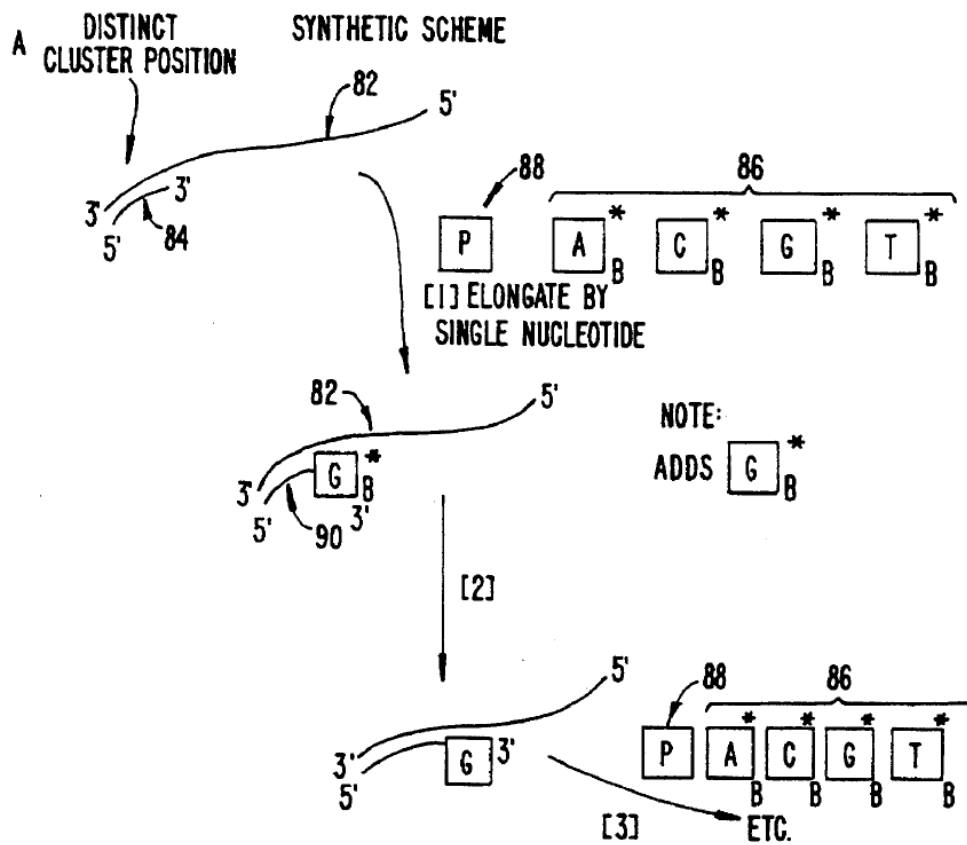 A
DISTINCT
CLUSTER POSITION
SYNTHETIC SCHEME
82
5'
3'
3'
5'
84
88
86
P
A * B
C * B
G * B
T * B
[1] ELONGATE BY
SINGLE NUCLEOTIDE
82
5'
G * B
3'
3'
5'
90
NOTE:
ADDS G * B
[2]
5'
G 3'
3'
5'
88
86
P
A * B
C * B
G * B
T * B
[3]
ETC.